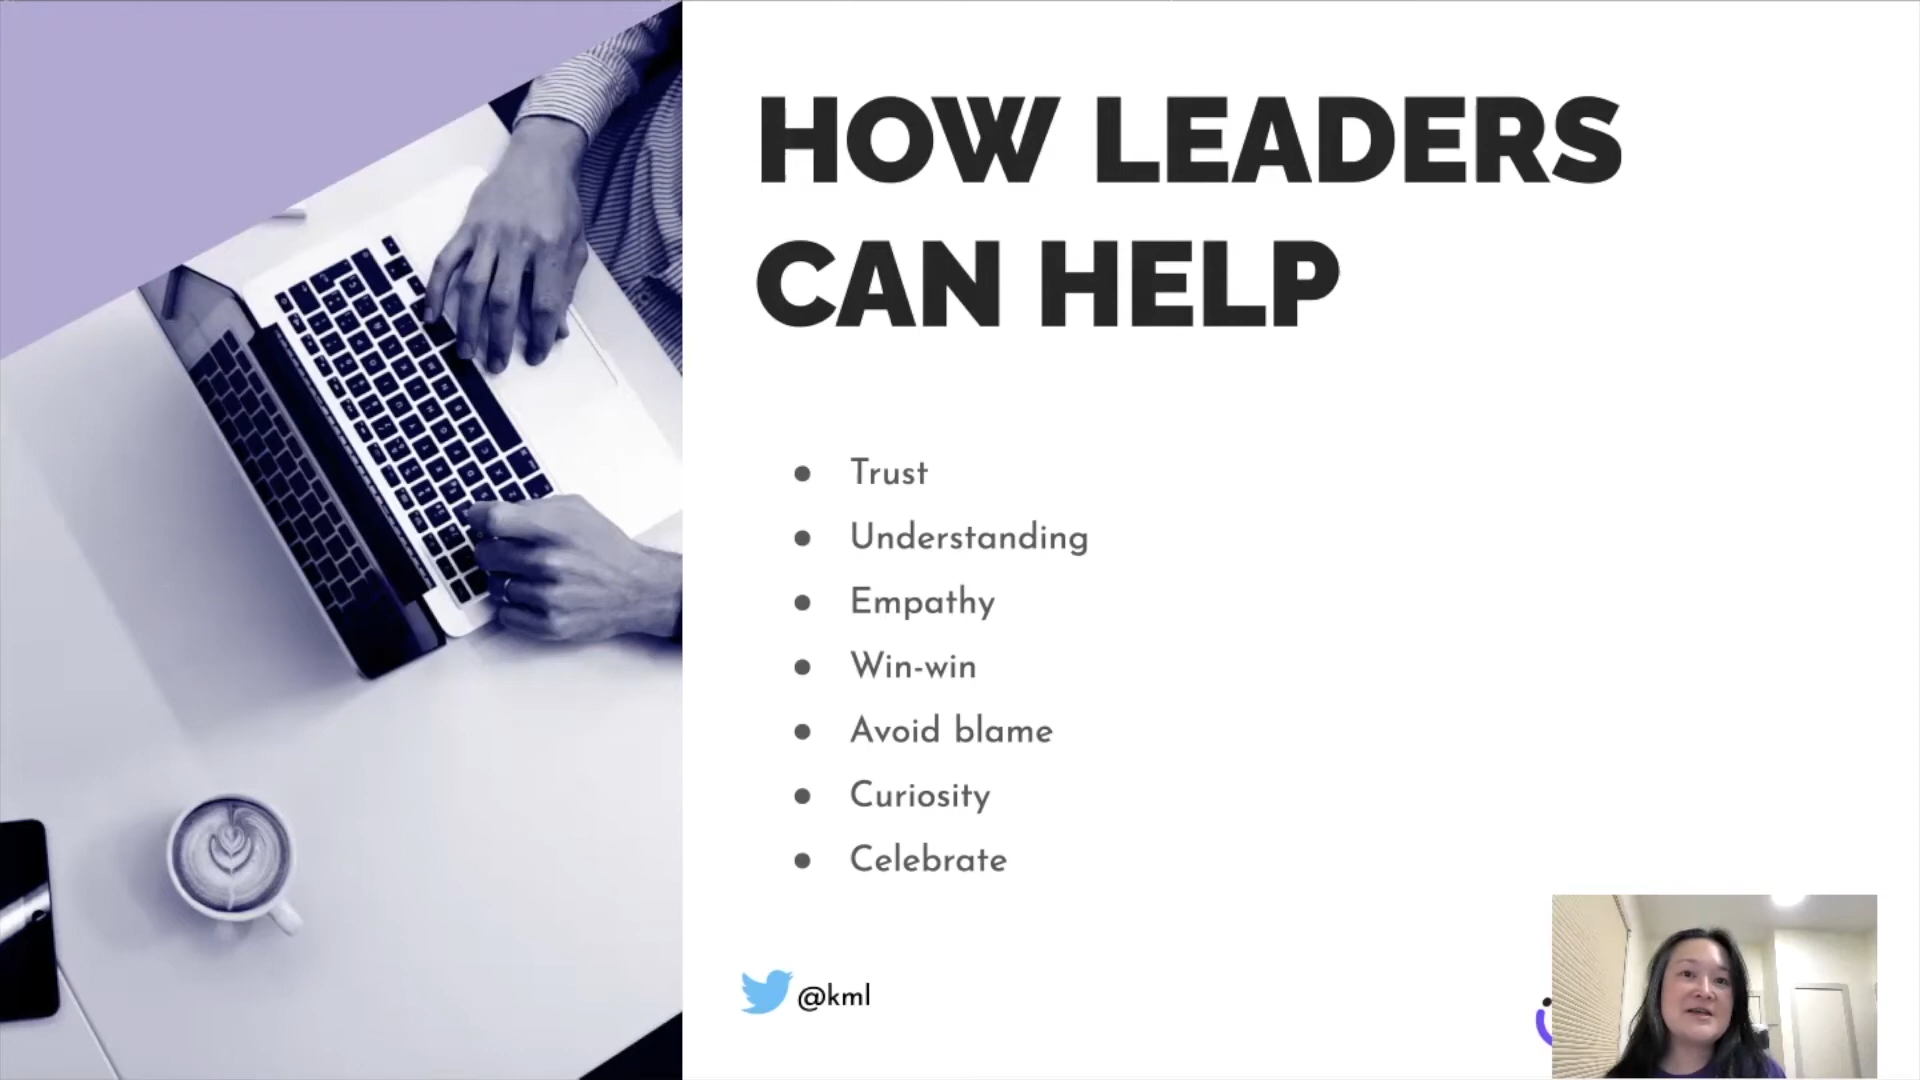 HOW LEADERS
CAN HELP
Trust
Understanding
Empathy
Win-win
Avoid blame
Curiosity
Celebrate
@kml